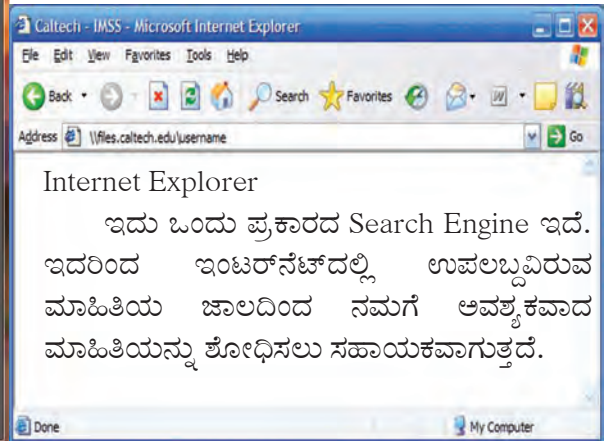 Caltech - IMSS - Microsoft Internet Explorer
File Edit View Favorites Tools Help
Back Search Favorites
Address \\files.caltech.edu\username Go
Internet Explorer
ಇದು ಒಂದು ಪ್ರಕಾರದ Search Engine ಇದೆ.
ಇದರಿಂದ ಇಂಟರ್‌ನೆಟ್‌ದಲ್ಲಿ ಉಪಲಬ್ದವಿರುವ
ಮಾಹಿತಿಯ ಜಾಲದಿಂದ ನಮಗೆ ಅವಶ್ಯಕವಾದ
ಮಾಹಿತಿಯನ್ನು ಶೋಧಿಸಲು ಸಹಾಯಕವಾಗುತ್ತದೆ.
Done My Computer